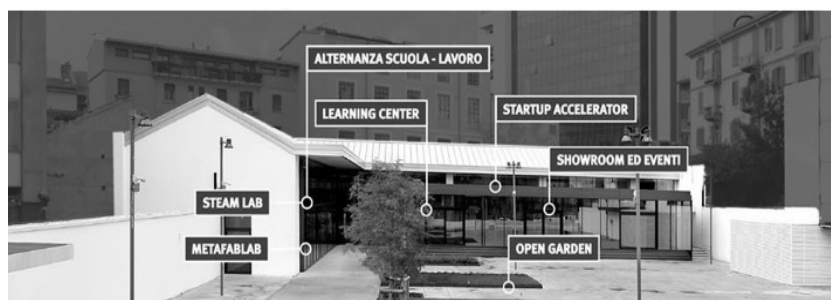 ALTERNANZA SCUOLA - LAVORO
LEARNING CENTER
STARTUP ACCELERATOR
SHOWROOM ED EVENTI
STEAM LAB
METAFABLAB
OPEN GARDEN